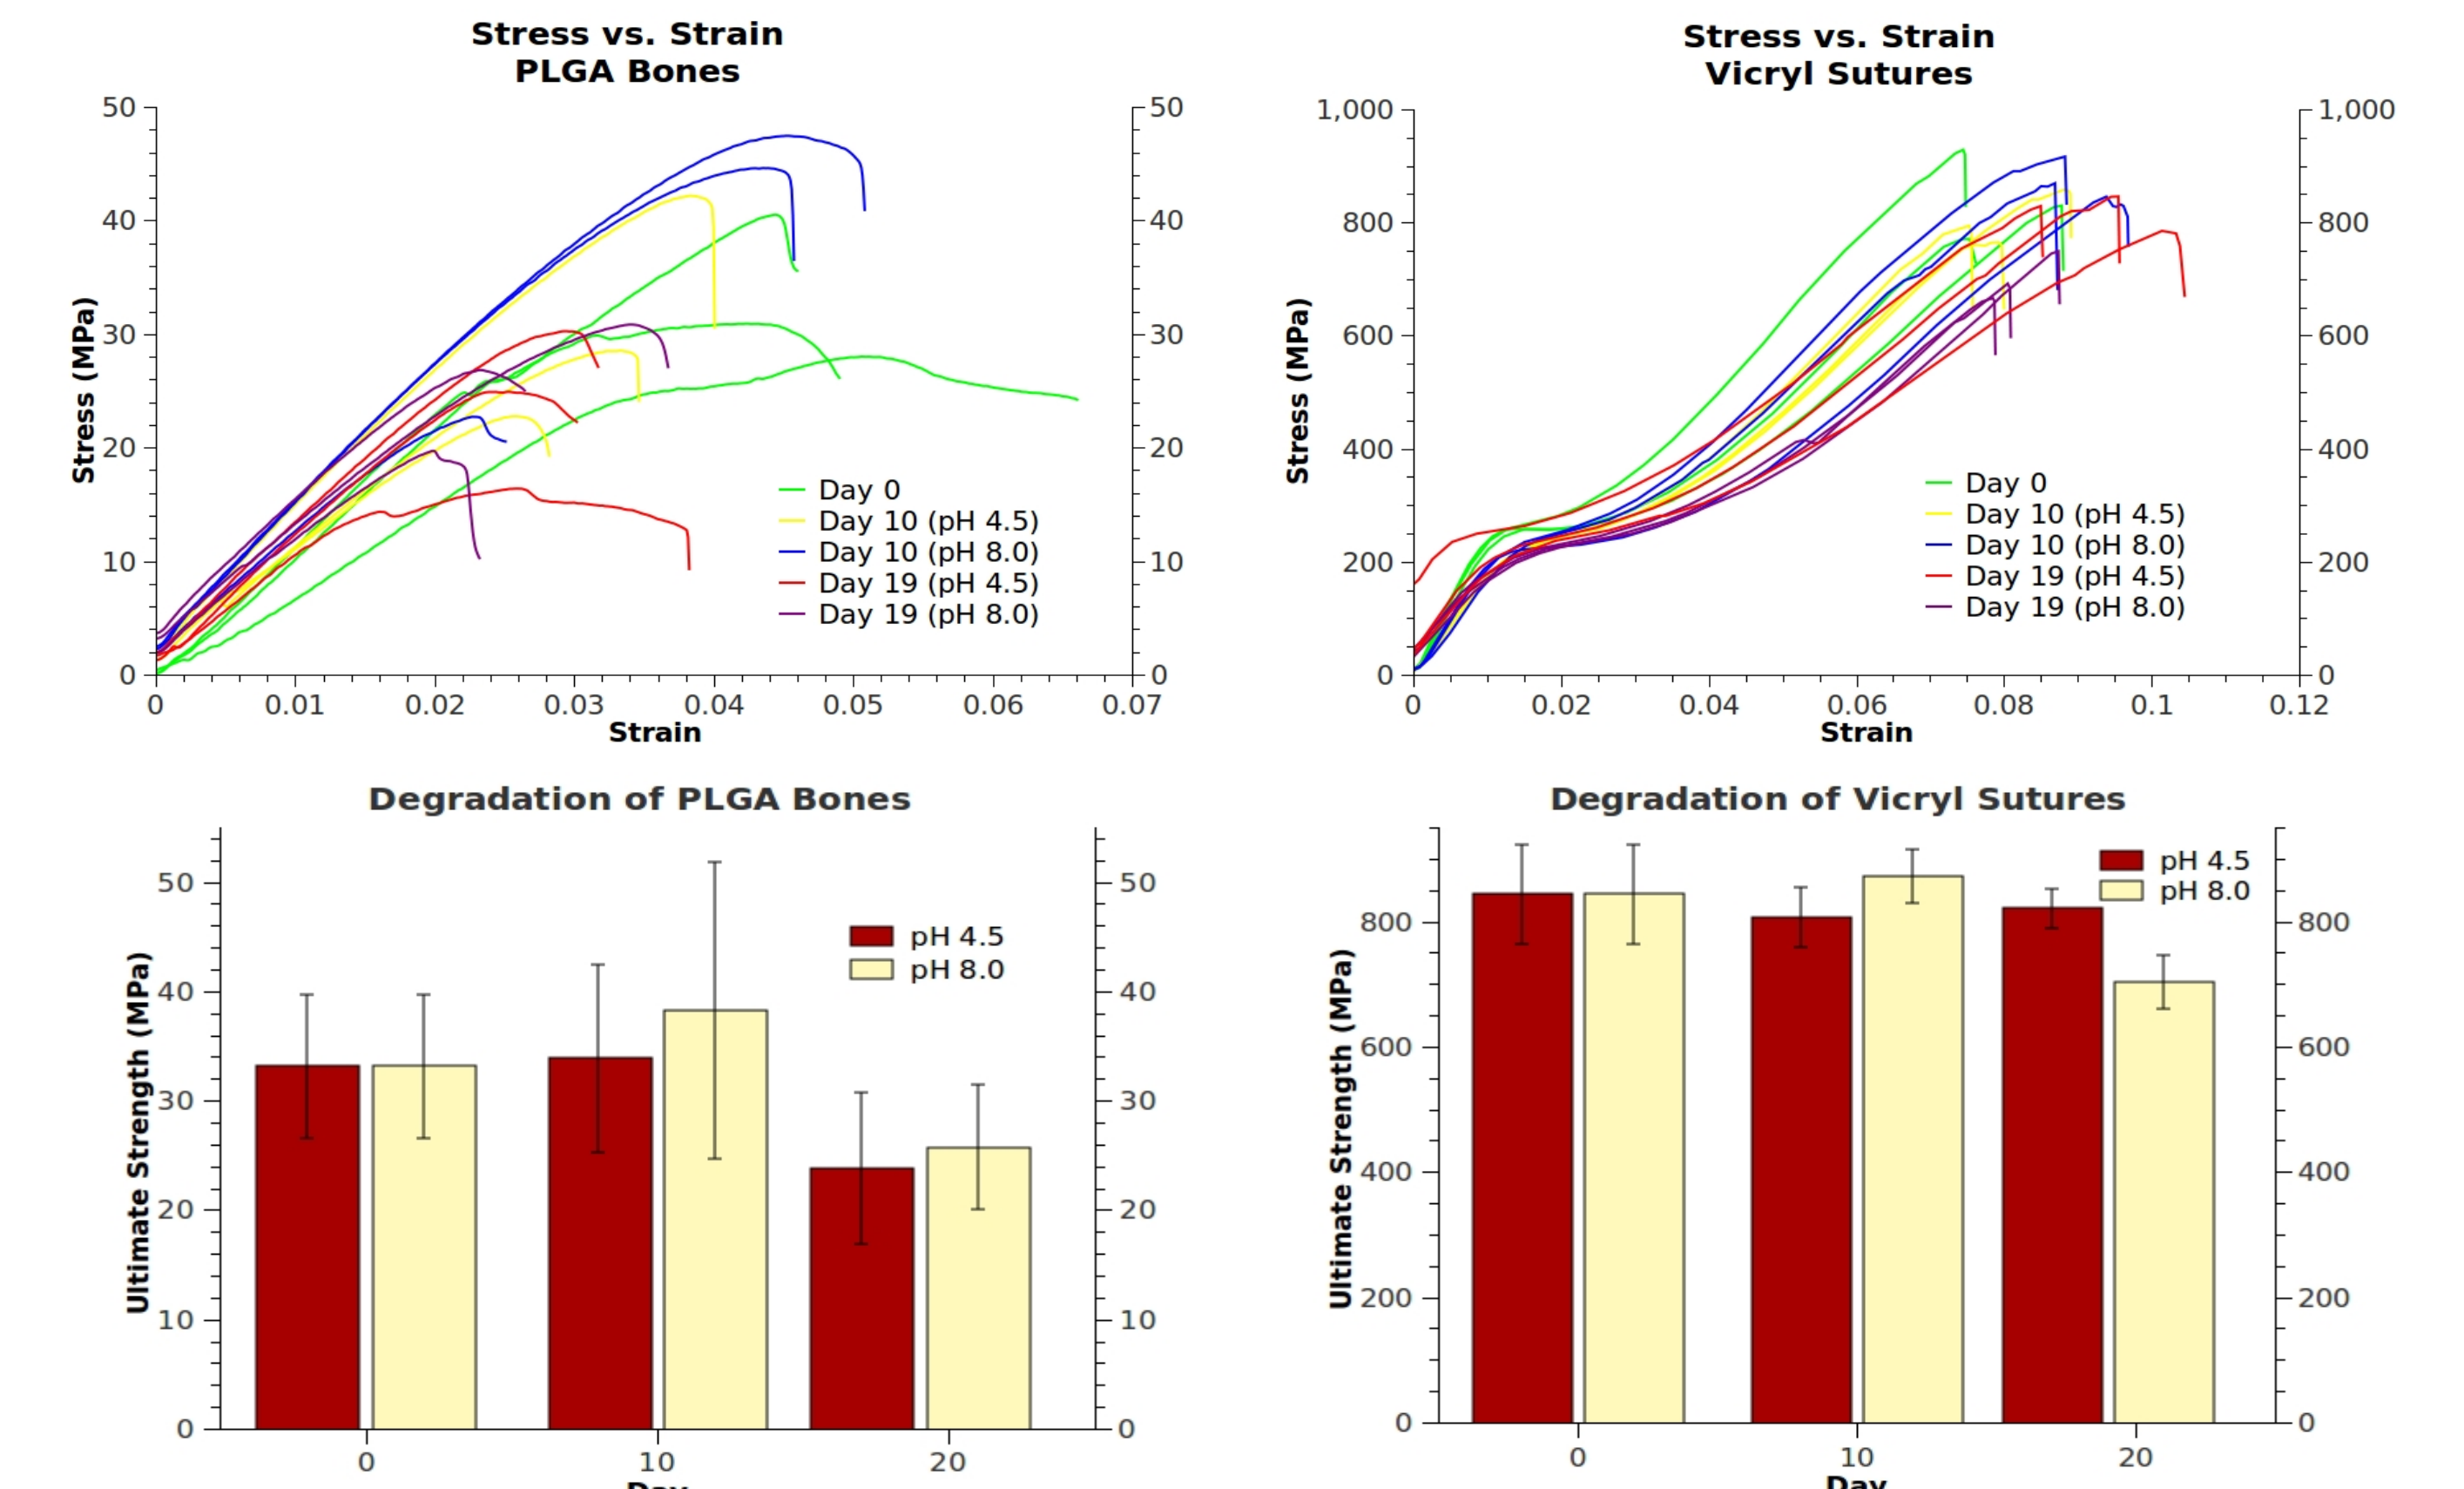 Stress vs. Strain
PLGA Bones
50
40
30
20
10
0
50
40
30
20
10
0
Stress (MPa)
Day 0
Day 10 (pH 4.5)
Day 10 (pH 8.0)
Day 19 (pH 4.5)
Day 19 (pH 8.0)
0 0.01 0.02 0.03 0.04 0.05 0.06 0.07
Strain
Stress vs. Strain
Vicryl Sutures
1,000
800
600
400
200
0
1,000
800
600
400
200
0
Stress (MPa)
Day 0
Day 10 (pH 4.5)
Day 10 (pH 8.0)
Day 19 (pH 4.5)
Day 19 (pH 8.0)
0 0.02 0.04 0.06 0.08 0.1 0.12
Strain
Degradation of PLGA Bones
50
40
30
20
10
0
50
40
30
20
10
0
Ultimate Strength (MPa)
pH 4.5
pH 8.0
0 10 20
Day
Degradation of Vicryl Sutures
800
600
400
200
0
800
600
400
200
0
Ultimate Strength (MPa)
pH 4.5
pH 8.0
0 10 20
Day